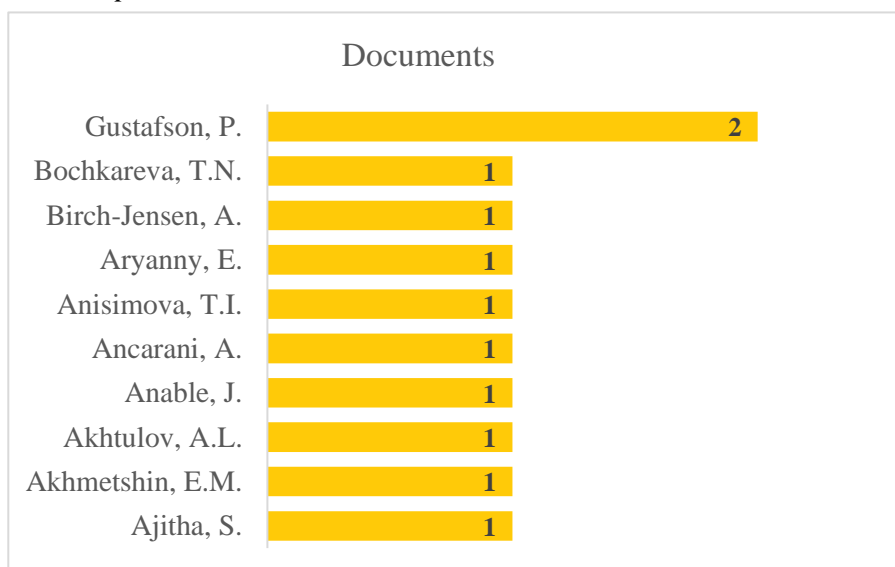 Documents
Gustafson, P. 2
Bochkareva, T.N. 1
Birch-Jensen, A. 1
Aryanny, E. 1
Anisimova, T.I. 1
Ancarani, A. 1
Anable, J. 1
Akhtulov, A.L. 1
Akhmetshin, E.M. 1
Ajitha, S. 1